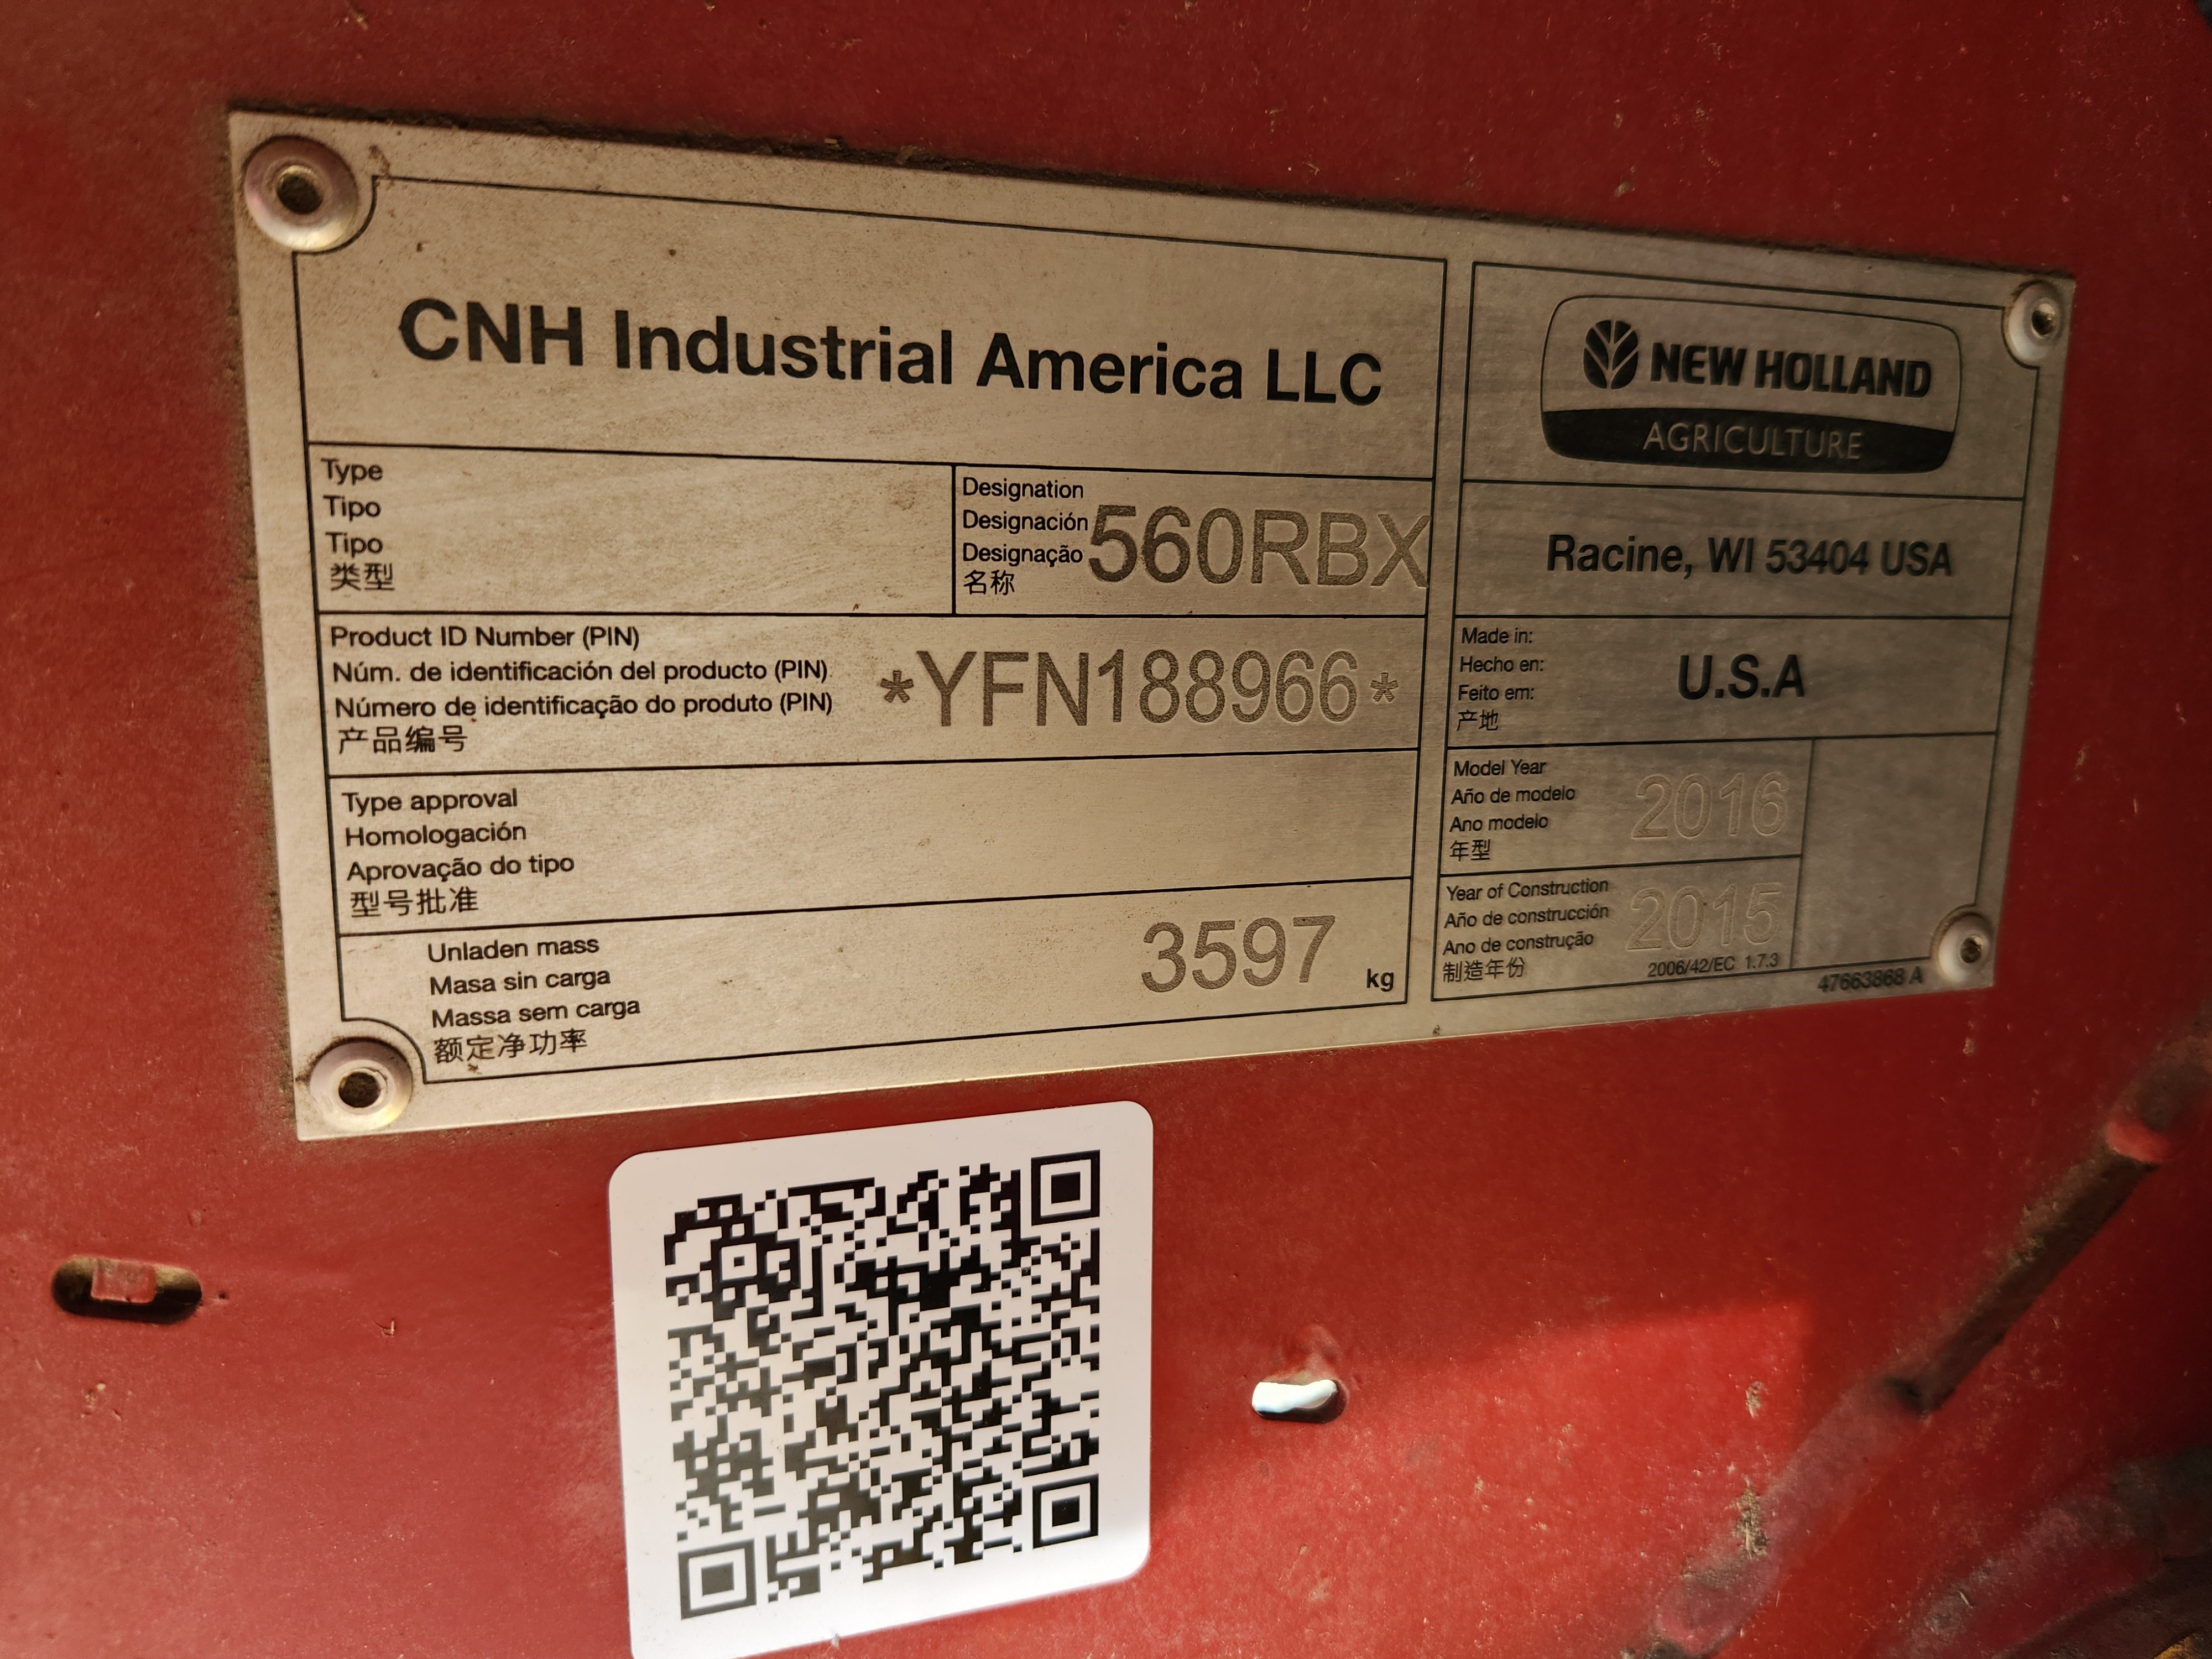 CNH Industrial America LLC
Type
Tipo
Tipo
类型
Designation
Designación
Designação
名称
560RBX
Product ID Number (PIN)
Núm. de identificación del producto (PIN)
Número de identificação do produto (PIN)
产品编号
*YFN188966*
Type approval
Homologación
Aprovação do tipo
型号批准
Unladen mass
Masa sin carga
Massa sem carga
额定净功率
3597 kg
NEW HOLLAND
AGRICULTURE
Racine, WI 53404 USA
Made in:
Hecho en:
Feito em:
产地
U.S.A
Model Year
Año de modelo
Ano modelo
年型
2016
Year of Construction
Año de construcción
Ano de construção
制造年份
2015
2006/42/EC 1.7.3
47663868 A